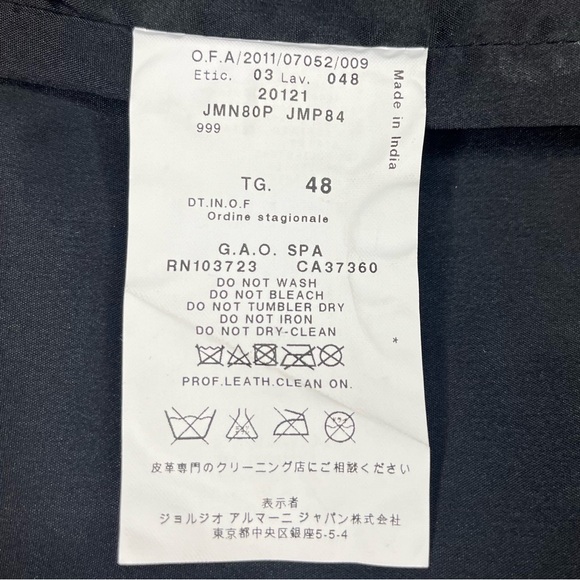 O.F.A/2011/07052/009
Etic. 03 Lav. 048
20121
JMN80P JMP84
999
Made in India
TG. 48
DT.IN.O.F
Ordine stagionale
G.A.O. SPA
RN103723 CA37360
DO NOT WASH
DO NOT BLEACH
DO NOT TUMBLER DRY
DO NOT IRON
DO NOT DRY-CLEAN
*
PROF.LEATH.CLEAN ON.
皮革専門のクリーニング店にご相談ください
表示者
ジョルジオ アルマーニ ジャパン株式会社
東京都中央区銀座5-5-4